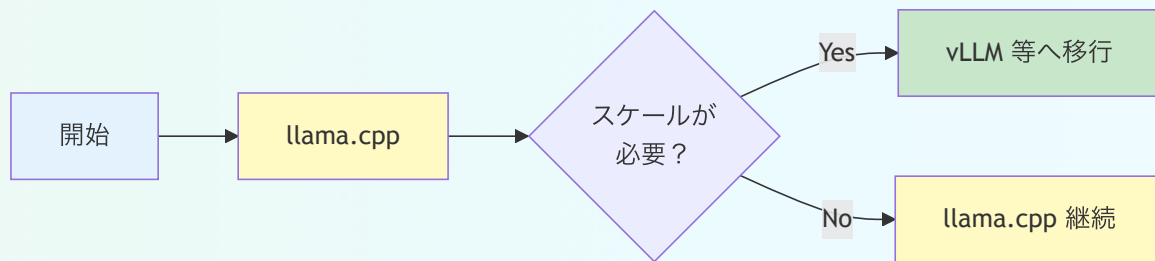 開始
llama.cpp
スケールが
必要？
Yes
vLLM 等へ移行
No
llama.cpp 継続